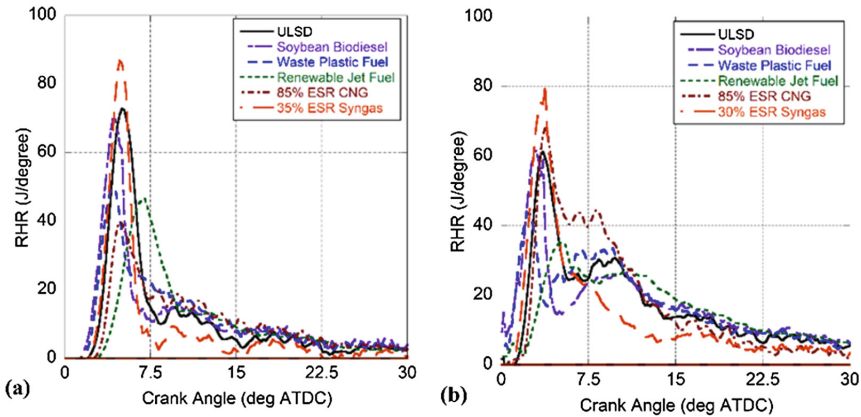 100
80
60
40
20
0
RHR (J/degree)
ULSD
Soybean Biodiesel
Waste Plastic Fuel
Renewable Jet Fuel
85% ESR CNG
35% ESR Syngas
0
7.5
15
22.5
30
Crank Angle (deg ATDC)
(a)
100
80
60
40
20
0
RHR (J/degree)
ULSD
Soybean Biodiesel
Waste Plastic Fuel
Renewable Jet Fuel
85% ESR CNG
30% ESR Syngas
0
7.5
15
22.5
30
Crank Angle (deg ATDC)
(b)